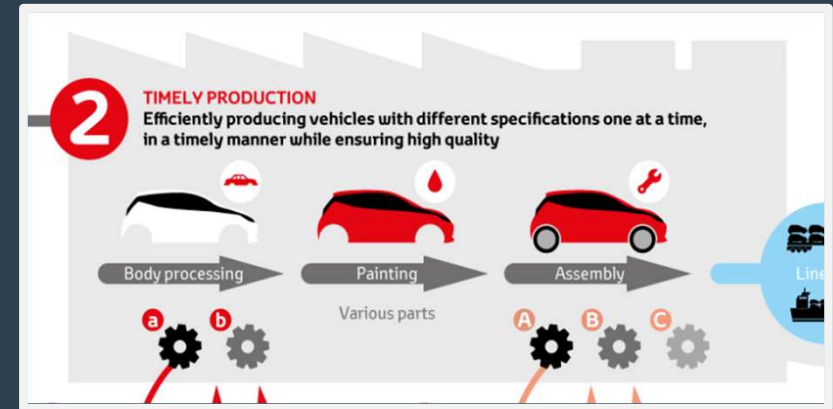 2
TIMELY PRODUCTION
Efficiently producing vehicles with different specifications one at a time,
in a timely manner while ensuring high quality
Body processing
Painting
Assembly
Line
Various parts
a
b
A
B
C